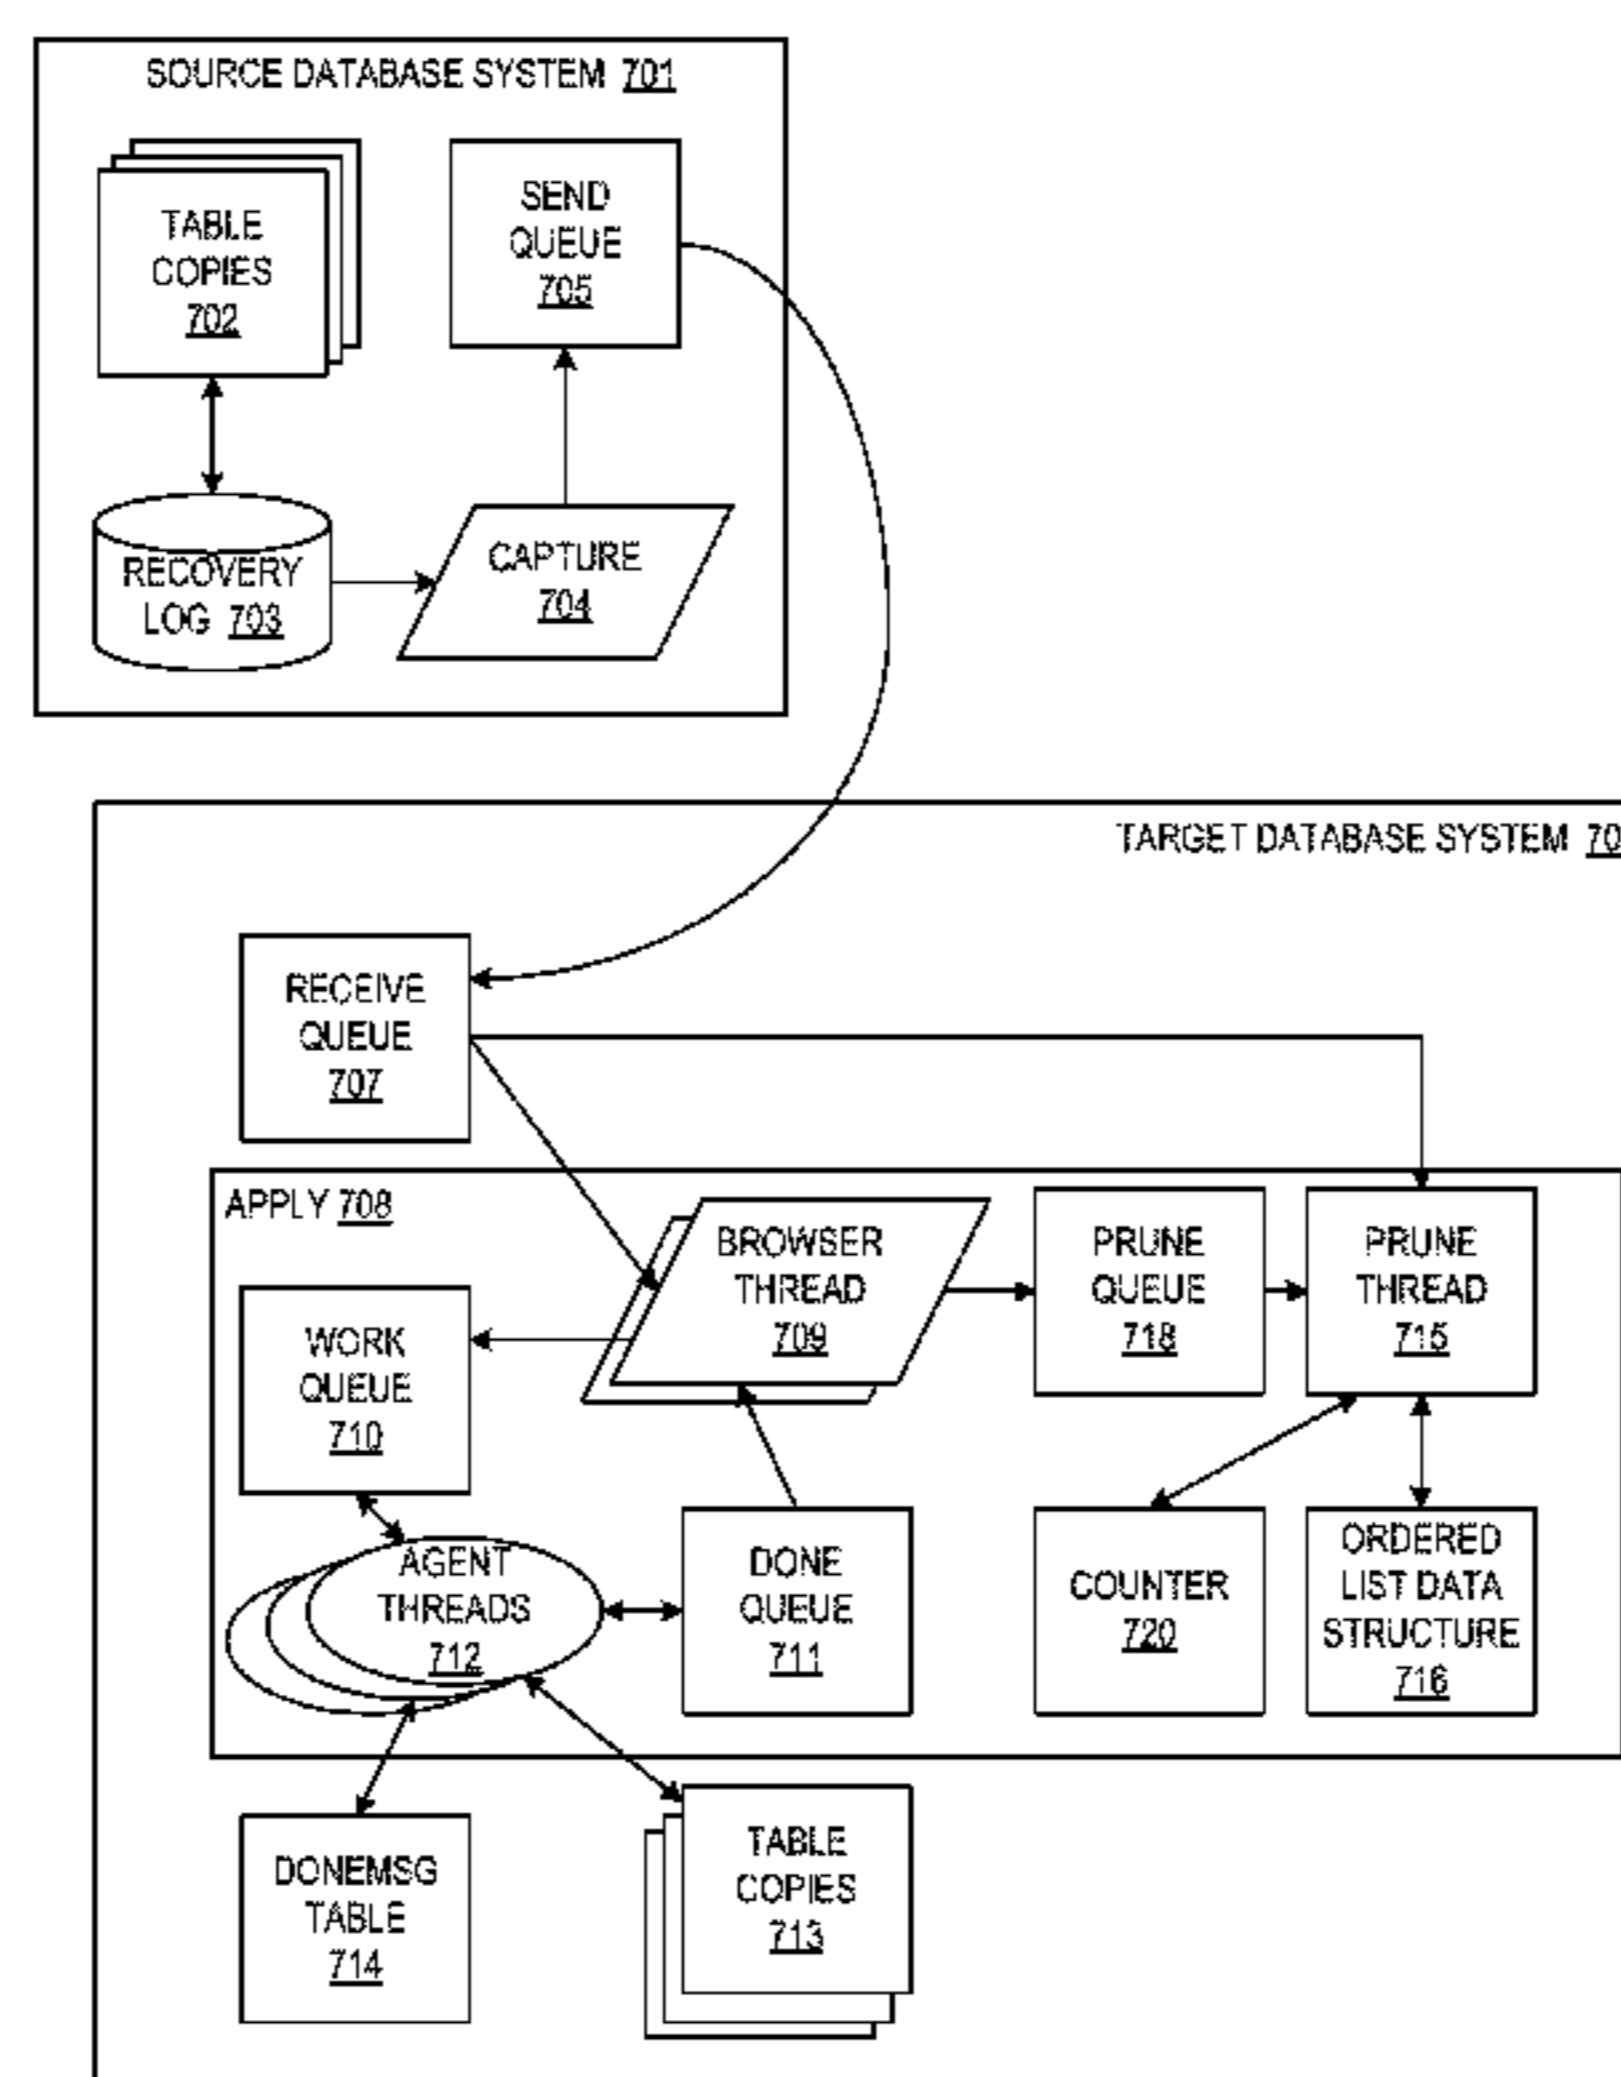 SOURCE DATABASE SYSTEM 701
TABLE
COPIES
702
SEND
QUEUE
705
RECOVERY
LOG 703
CAPTURE
704
TARGET DATABASE SYSTEM 70
RECEIVE
QUEUE
707
APPLY 708
BROWSER
THREAD
709
PRUNE
QUEUE
718
PRUNE
THREAD
715
WORK
QUEUE
710
AGENT
THREADS
712
DONE
QUEUE
711
COUNTER
720
ORDERED
LIST DATA
STRUCTURE
716
DONEMSG
TABLE
714
TABLE
COPIES
713